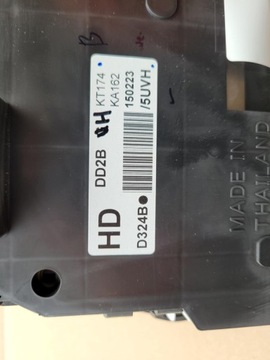 B
KT174
KA162
150223
/5UVH
DD2B H
HD
D324B●
MADE IN
THAILAND